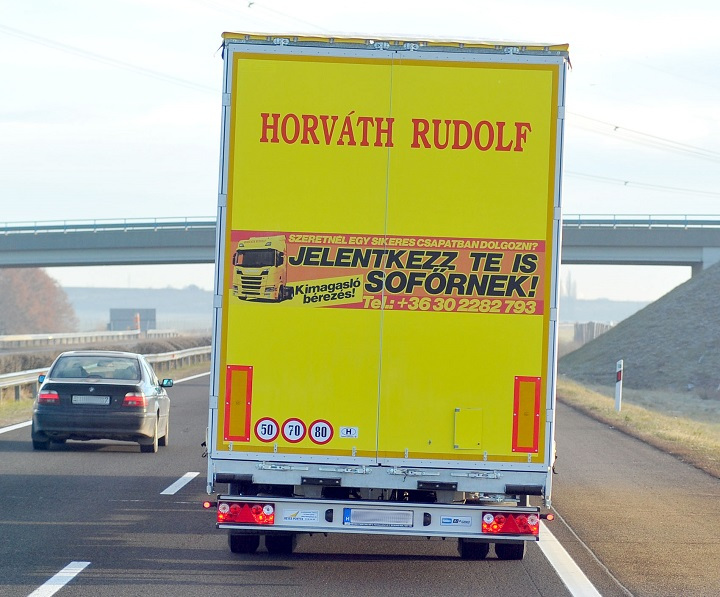 HORVÁTH RUDOLF
SZERETNÉL EGY SIKERES CSAPATBAN DOLGOZNI?
JELENTKEZZ TE IS
SOFŐRNEK!
Kimagasló
bérezés!
Tel.: +36 30 2282 793
50 70 80 H
H